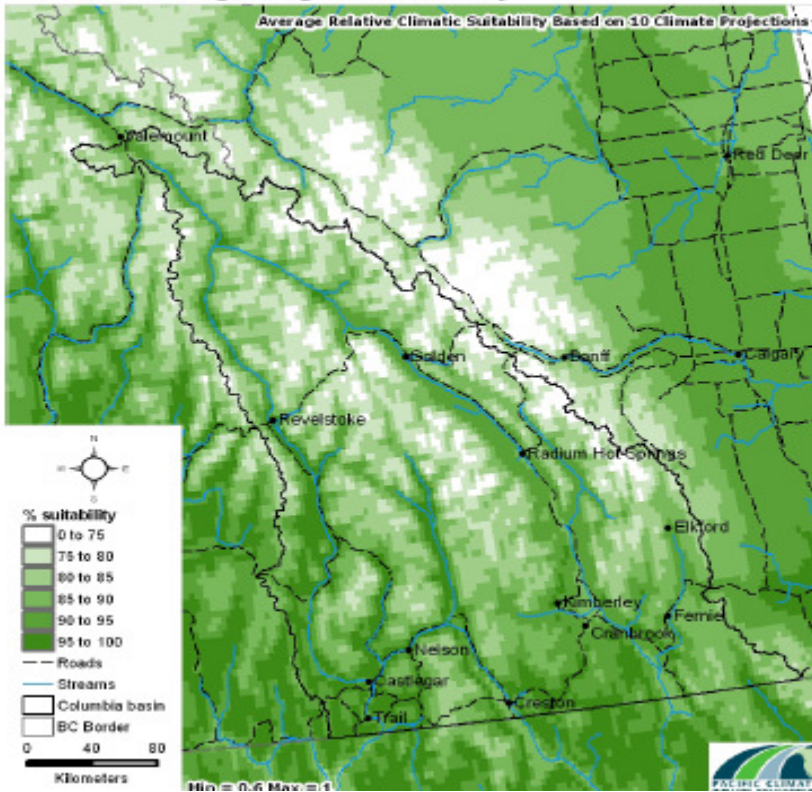 Average Relative Climatic Suitability Based on 10 Climate Projections
Valemount
Red Deer
Golden
Banff
Calgary
Revelstoke
Radium Hot Springs
Elkford
Kimberley
Cranbrook
Fernie
Nelson
Castlegar
Creston
Trail
N
W
E
S
% suitability
0 to 75
75 to 80
80 to 85
85 to 90
90 to 95
95 to 100
Roads
Streams
Columbia basin
BC Border
0 40 80
Kilometers
Min = 0.6 Max = 1
PACIFIC CLIMATE